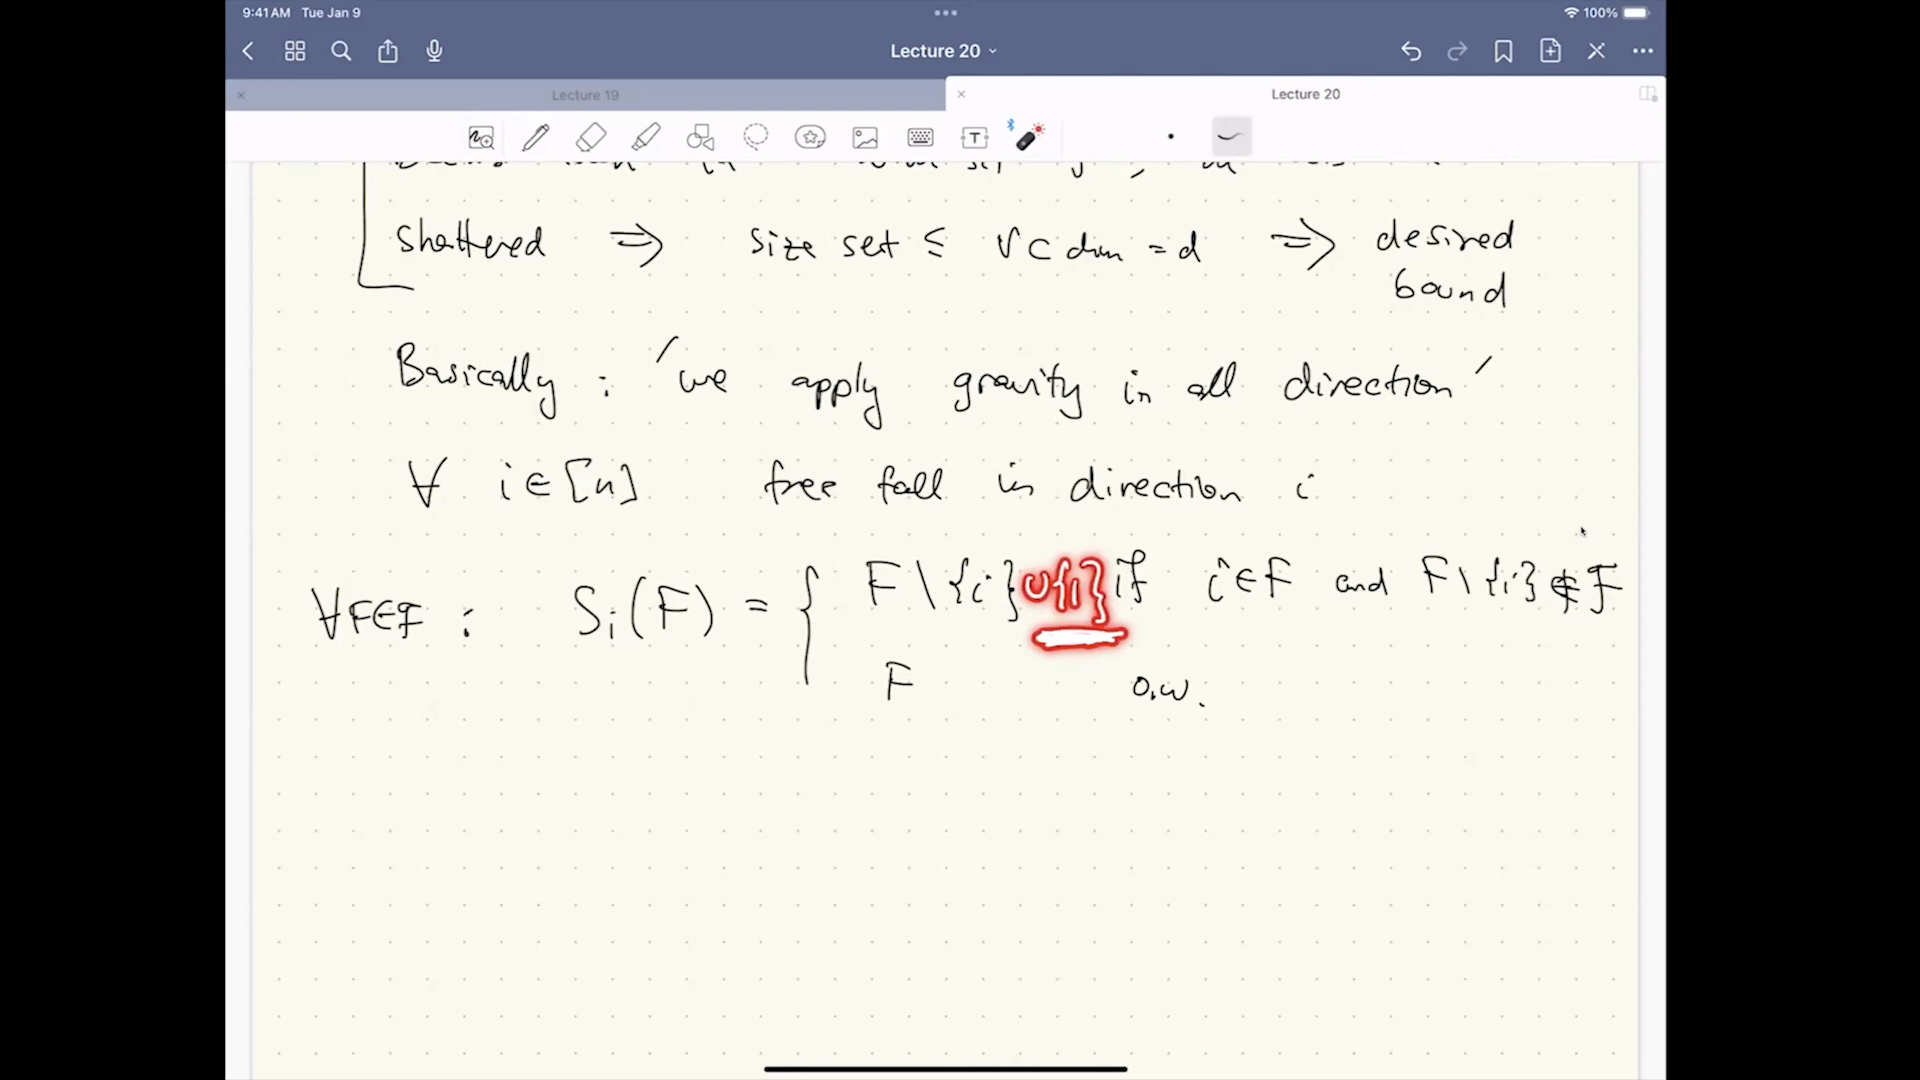 9:41 AM Tue Jan 9
100%
Lecture 20
Lecture 19
Lecture 20
shattered ⇒ size set ≤ VC dim = d ⇒ desired
bound
Basically : 'we apply gravity in all direction'
∀ i ∈ [n] free fall in direction i
∀F∈ℱ : Sᵢ(F) = { F \ {i} ∪{1} if i ∈ F and F \ {i} ∉ ℱ
F o.w.